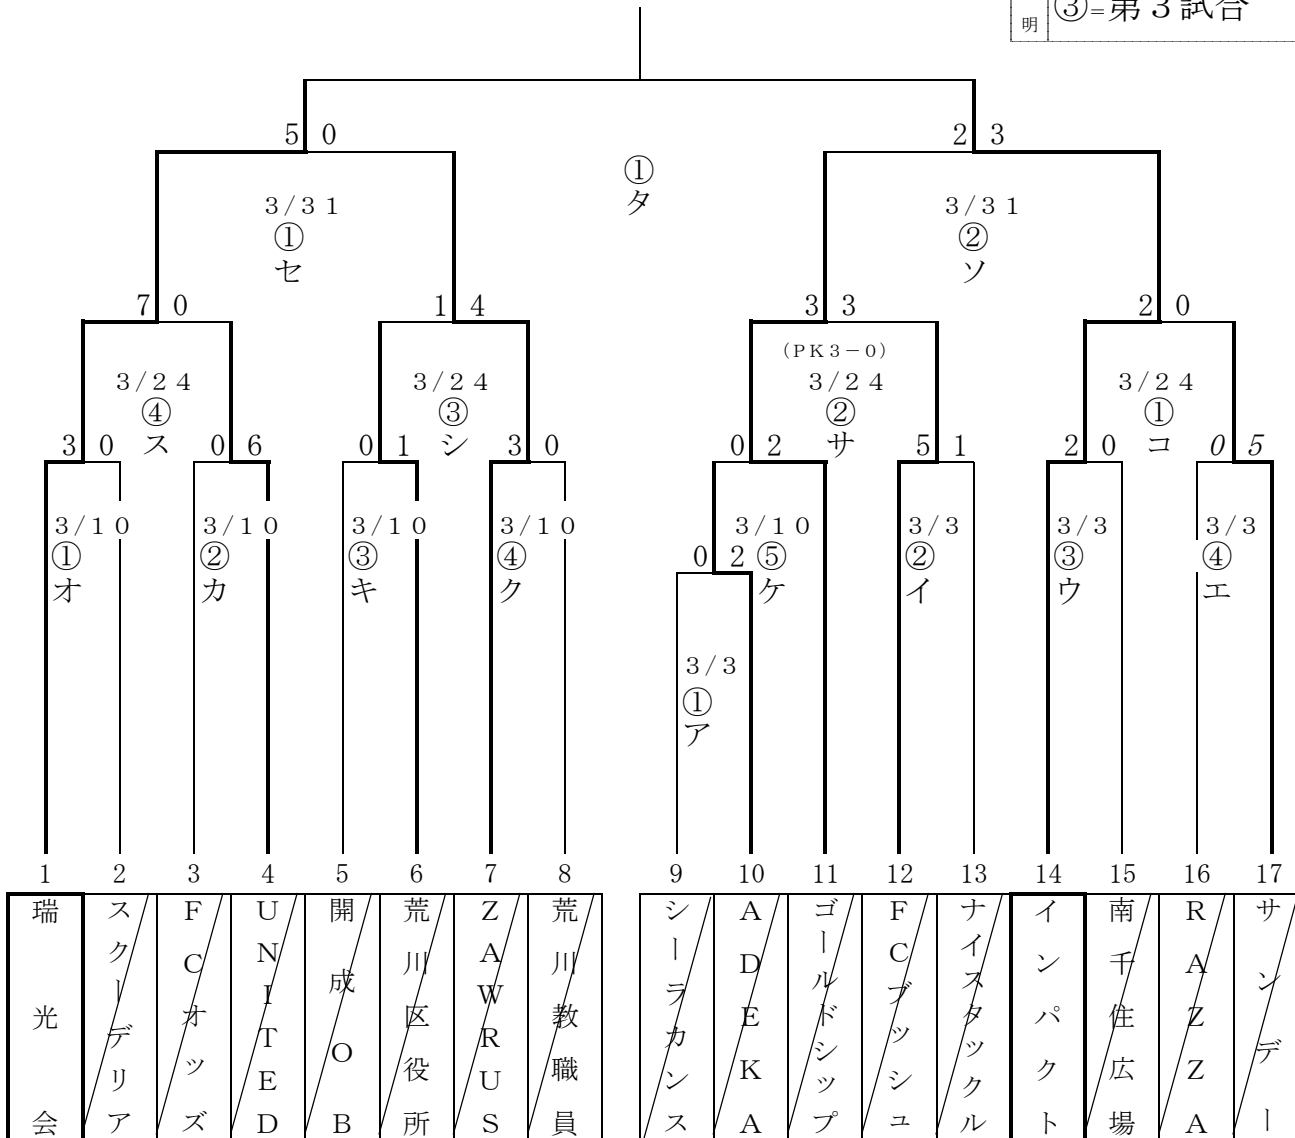 ③=第３試合
明
5 0
2 3
①
タ
3/31
①
セ
3/31
②
ソ
7 0
1 4
3 3
2 0
(PK3－0)
3/24
④
ス
3/24
③
シ
3/24
②
サ
3/24
①
コ
3 0
0 6
0 1
3 0
0 2
5 1
2 0
0 5
3/10
①
オ
3/10
②
カ
3/10
③
キ
3/10
④
ク
3/10
⑤
ケ
3/3
②
イ
3/3
③
ウ
3/3
④
エ
0 2
3/3
①
ア
1 2 3 4 5 6 7 8 9 10 11 12 13 14 15 16 17
瑞光会
スクーデリア
FCオッズ
UNITED
開成OB
荒川区役所
ZAWRUS
荒川教職員
シーラカンス
ADEKA
ゴールドシップ
FCブッシュ
ナイスタックル
インパクト
南千住広場
RAZZA
サンデー